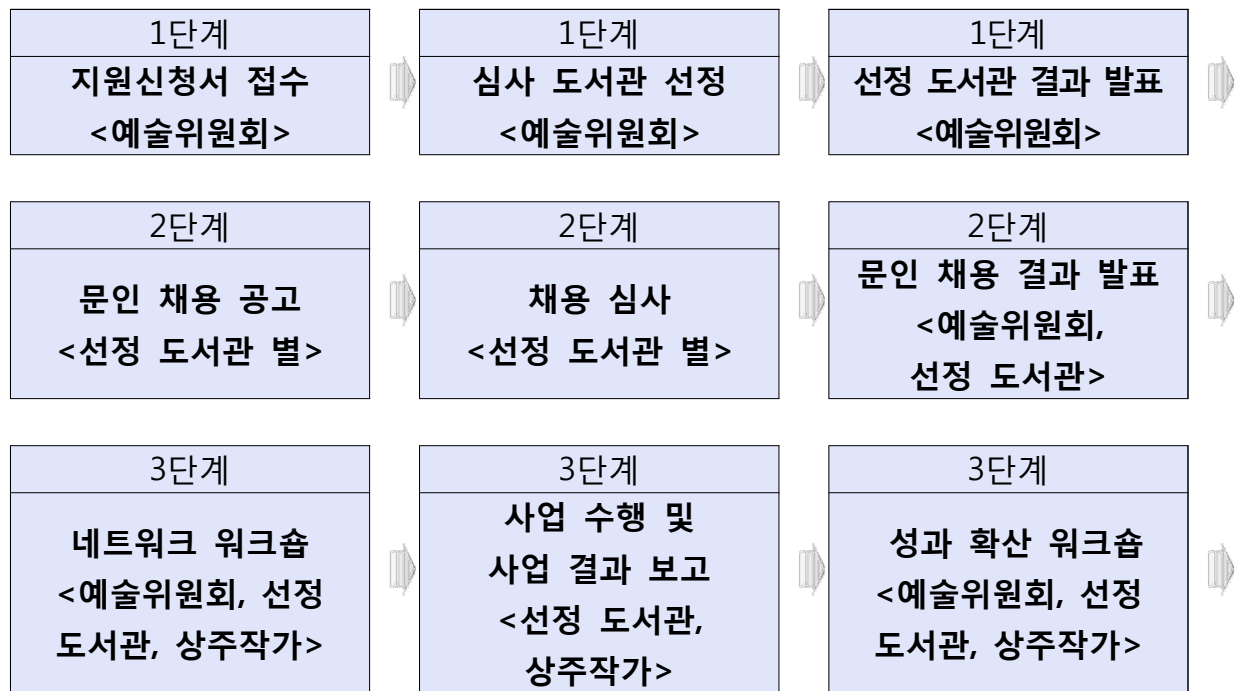 1단계
지원신청서 접수
<예술위원회>
1단계
심사 도서관 선정
<예술위원회>
1단계
선정 도서관 결과 발표
<예술위원회>
2단계
문인 채용 공고
<선정 도서관 별>
2단계
채용 심사
<선정 도서관 별>
2단계
문인 채용 결과 발표
<예술위원회,
선정 도서관>
3단계
네트워크 워크숍
<예술위원회, 선정
도서관, 상주작가>
3단계
사업 수행 및
사업 결과 보고
<선정 도서관,
상주작가>
3단계
성과 확산 워크숍
<예술위원회, 선정
도서관, 상주작가>